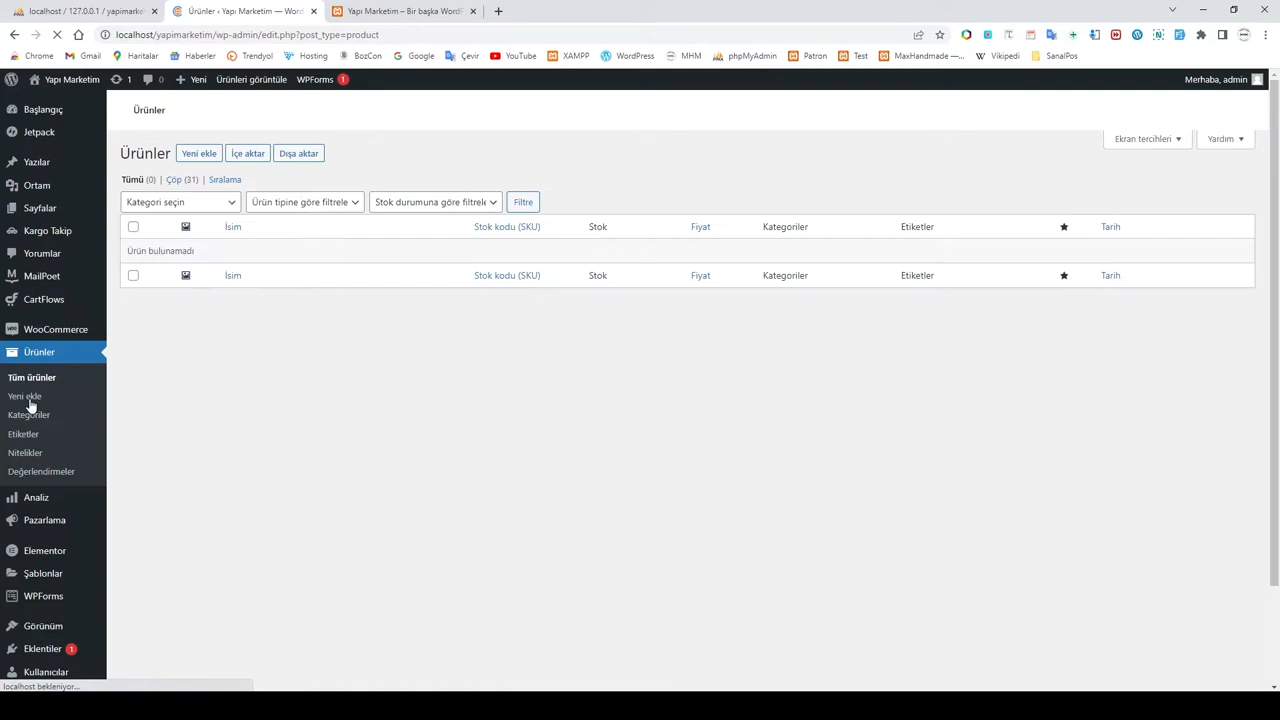 localhost / 127.0.0.1 / yapimarket
Ürünler ‹ Yapı Marketim — Word
Yapı Marketim – Bir başka WordP
localhost/yapimarketim/wp-admin/edit.php?post_type=product
Chrome
Gmail
Haritalar
Haberler
Trendyol
Hosting
BozCon
Google
Çevir
YouTube
XAMPP
WordPress
MHM
phpMyAdmin
Patron
Test
MaxHandmade —...
Vikipedi
SanalPos
Yapı Marketim
1
0
Yeni
Ürünleri görüntüle
WPForms 1
Merhaba, admin
Başlangıç
Jetpack
Yazılar
Ortam
Sayfalar
Kargo Takip
Yorumlar
MailPoet
CartFlows
WooCommerce
Ürünler
Tüm ürünler
Yeni ekle
Kategoriler
Etiketler
Nitelikler
Değerlendirmeler
Analiz
Pazarlama
Elementor
Şablonlar
WPForms
Görünüm
Eklentiler 1
Kullanıcılar
localhost bekleniyor...
Ürünler
Ekran tercihleri
Yardım
Ürünler
Yeni ekle
İçe aktar
Dışa aktar
Tümü (0) | Çöp (31) | Sıralama
Kategori seçin
Ürün tipine göre filtrele
Stok durumuna göre filtrele
Filtre
İsim Stok kodu (SKU) Stok Fiyat Kategoriler Etiketler Tarih
Ürün bulunamadı
İsim Stok kodu (SKU) Stok Fiyat Kategoriler Etiketler Tarih